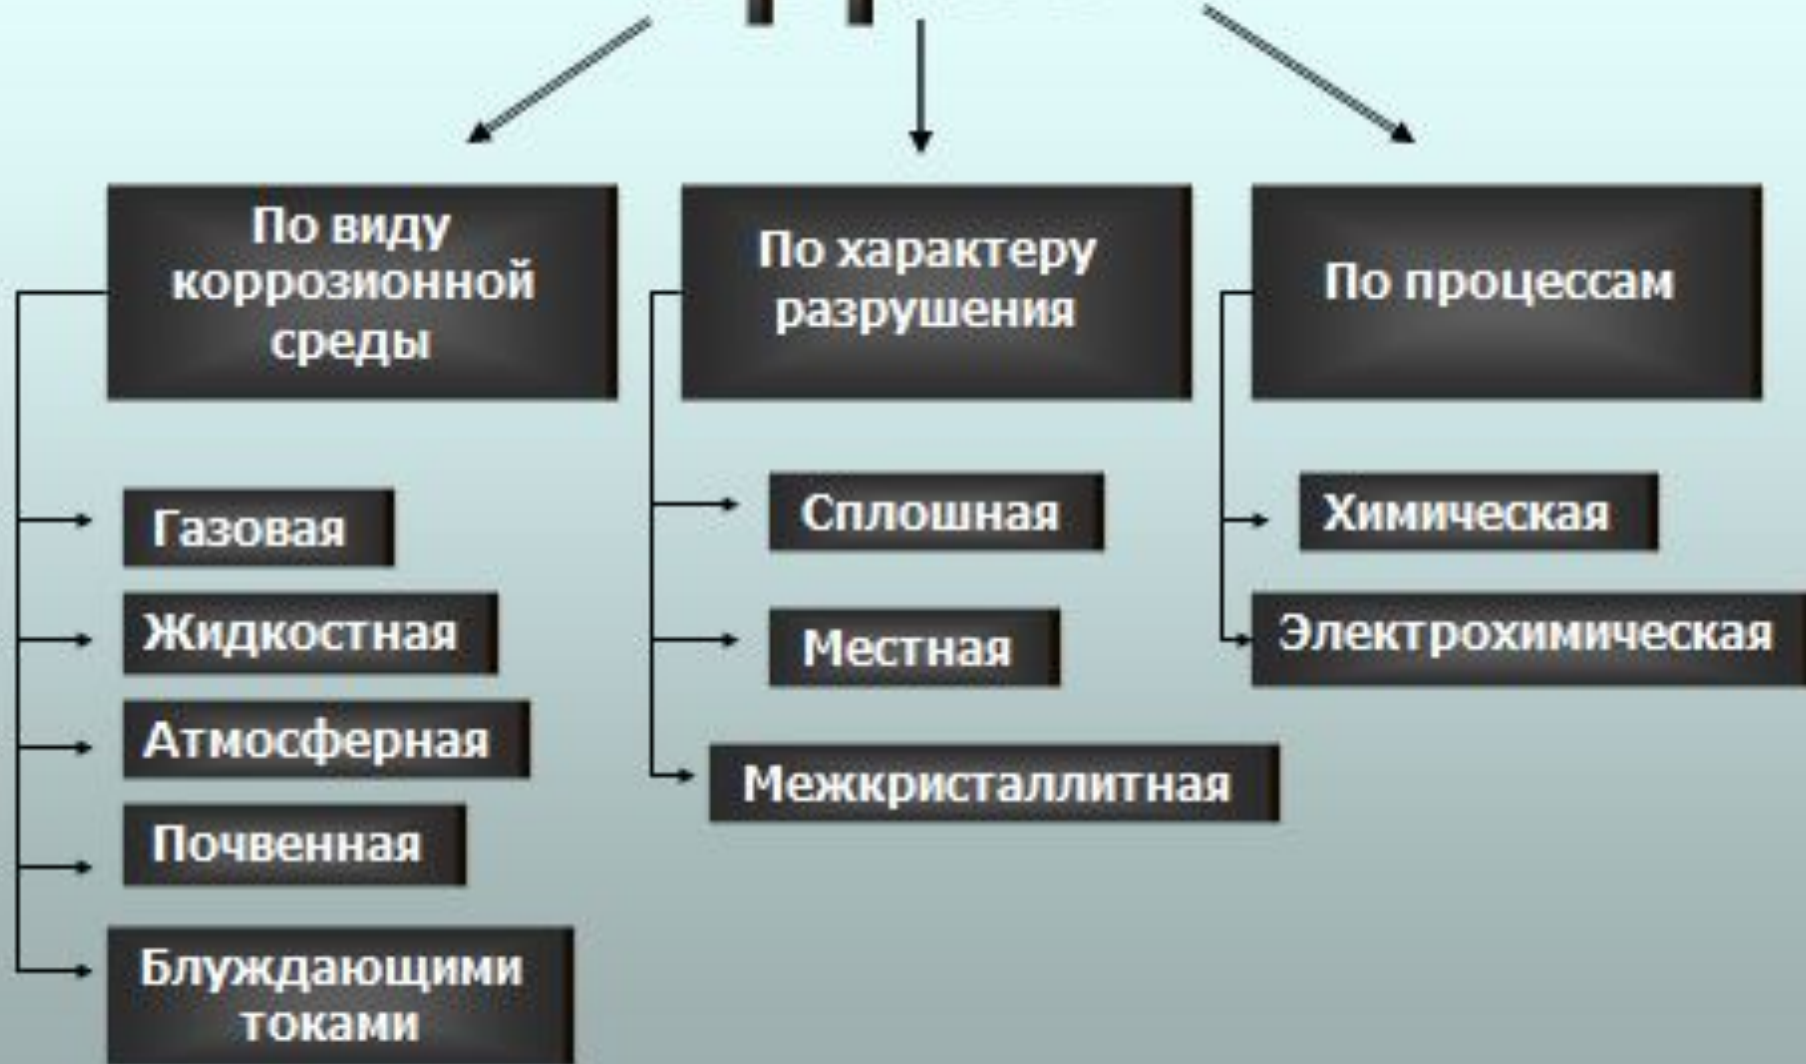 По виду
коррозионной
среды
По характеру
разрушения
По процессам
Газовая
Жидкостная
Атмосферная
Почвенная
Блуждающими
токами
Сплошная
Местная
Межкристаллитная
Химическая
Электрохимическая